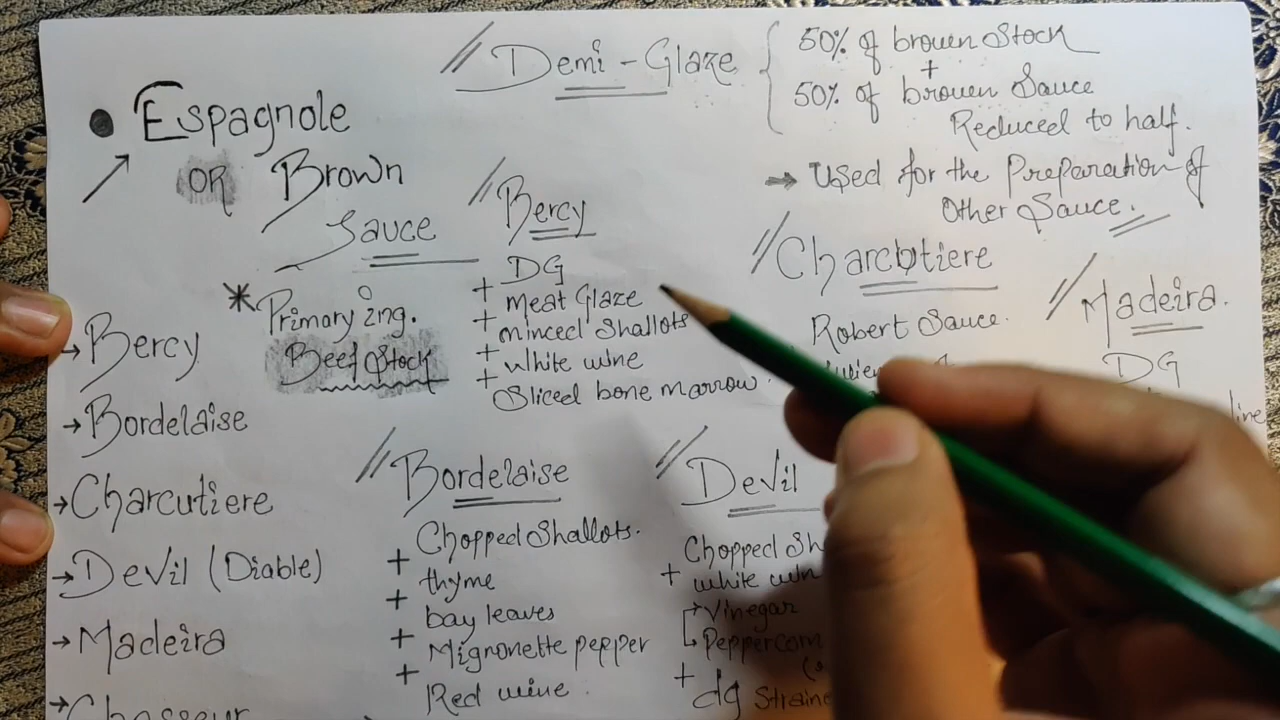 Demi-Glaze
50% of brown Stock
+
50% of brown Sauce
Reduced to half.
→ Used for the Preparation of
Other Sauce.
• Espagnole
OR Brown
Sauce
* Primary ing.
Beef Stock
→ Bercy
→ Bordelaise
→ Charcutiere
→ Devil (Diable)
→ Madeira
→ Chasseur
Bercy
DG
+ meat Glaze
+ minced Shallots
+ white wine
+ Sliced bone marrow.
Charcutiere
Robert Sauce.
Madeira.
DG
Bordelaise
Chopped Shallots.
+ thyme
+ bay leaves
+ Mignonette pepper
+ Red wine.
Devil
Chopped Sh
+ white win
Vinegar
Peppercorn
+ dg Straine